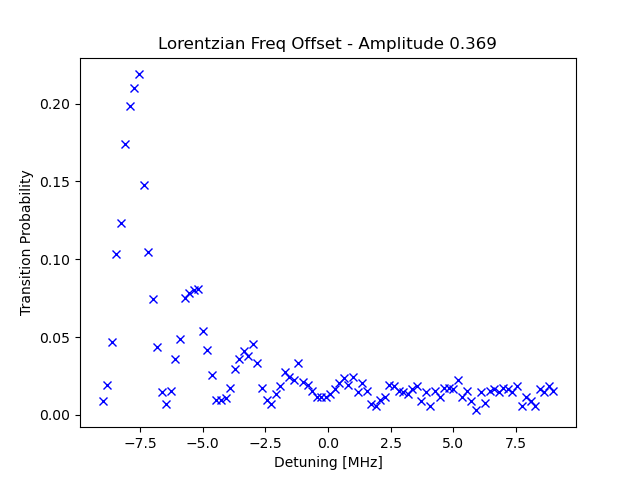 Lorentzian Freq Offset - Amplitude 0.369
Transition Probability
0.20
0.15
0.10
0.05
0.00
−7.5 −5.0 −2.5 0.0 2.5 5.0 7.5
Detuning [MHz]